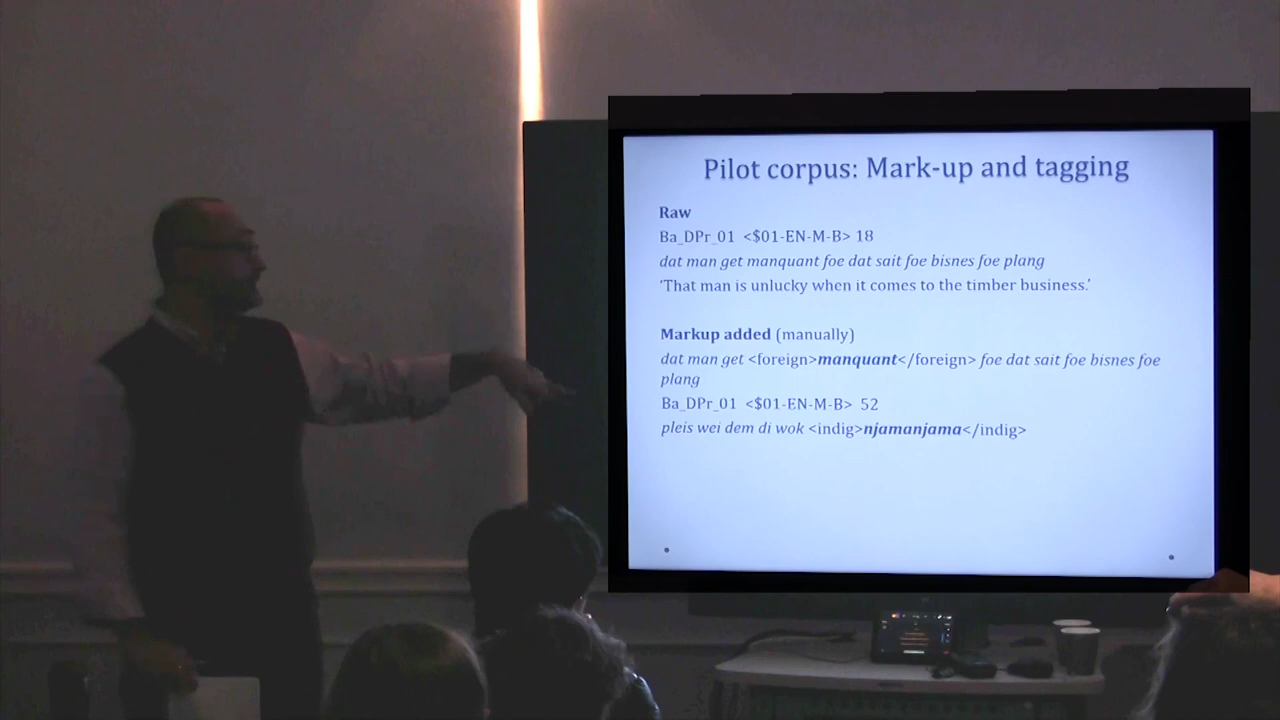 Pilot corpus: Mark-up and tagging
Raw
Ba_DPr_01 <$01-EN-M-B> 18
dat man get manquant foe dat sait foe bisnes foe plang
‘That man is unlucky when it comes to the timber business.’
Markup added (manually)
dat man get <foreign>manquant</foreign> foe dat sait foe bisnes foe
plang
Ba_DPr_01 <$01-EN-M-B> 52
pleis wei dem di wok <indig>njamanjama</indig>